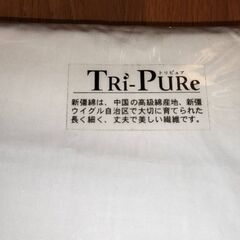 TRi-PURe
トリピュア
新彊綿は、中国の高級綿産地、新彊
ウイグル自治区で大切に育てられた
長く細く、丈夫で美しい繊維です。